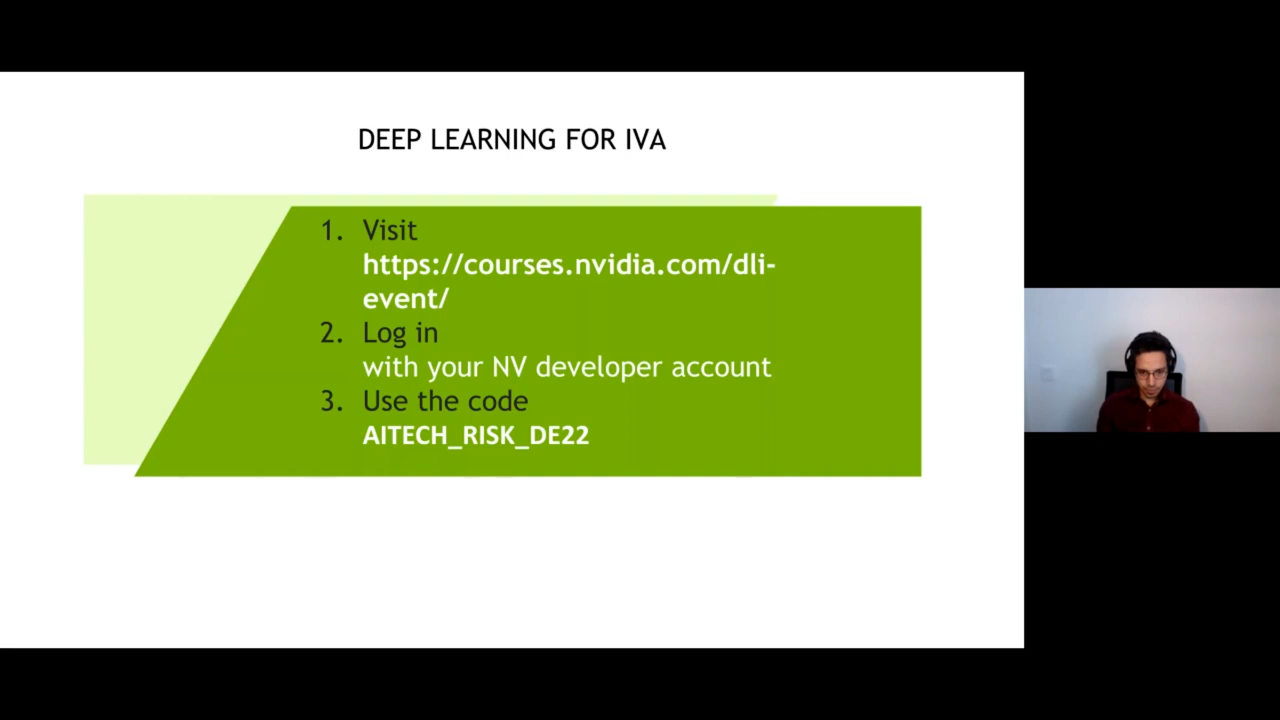 DEEP LEARNING FOR IVA
1. Visit
https://courses.nvidia.com/dli-
event/
2. Log in
with your NV developer account
3. Use the code
AITECH_RISK_DE22